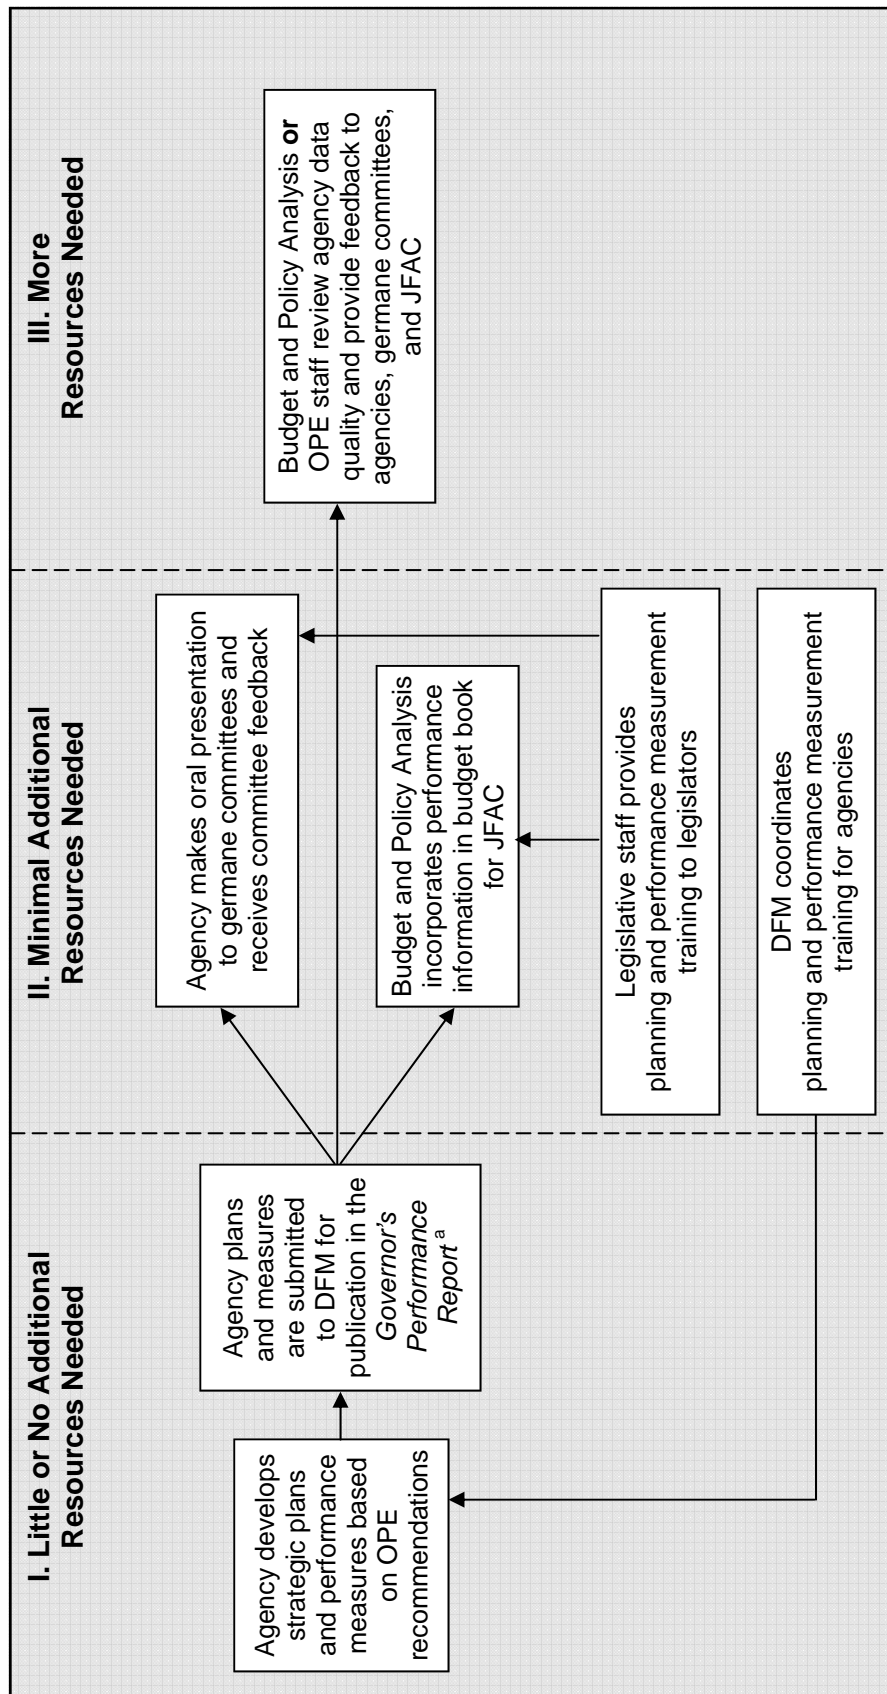 I. Little or No Additional
Resources Needed
II. Minimal Additional
Resources Needed
III. More
Resources Needed
Agency develops
strategic plans
and performance
measures based
on OPE
recommendations
Agency plans
and measures
are submitted
to DFM for
publication in the
Governor’s
Performance
Report a
Agency makes oral presentation
to germane committees and
receives committee feedback
Budget and Policy Analysis
incorporates performance
information in budget book
for JFAC
Legislative staff provides
planning and performance measurement
training to legislators
DFM coordinates
planning and performance measurement
training for agencies
Budget and Policy Analysis or
OPE staff review agency data
quality and provide feedback to
agencies, germane committees,
and JFAC